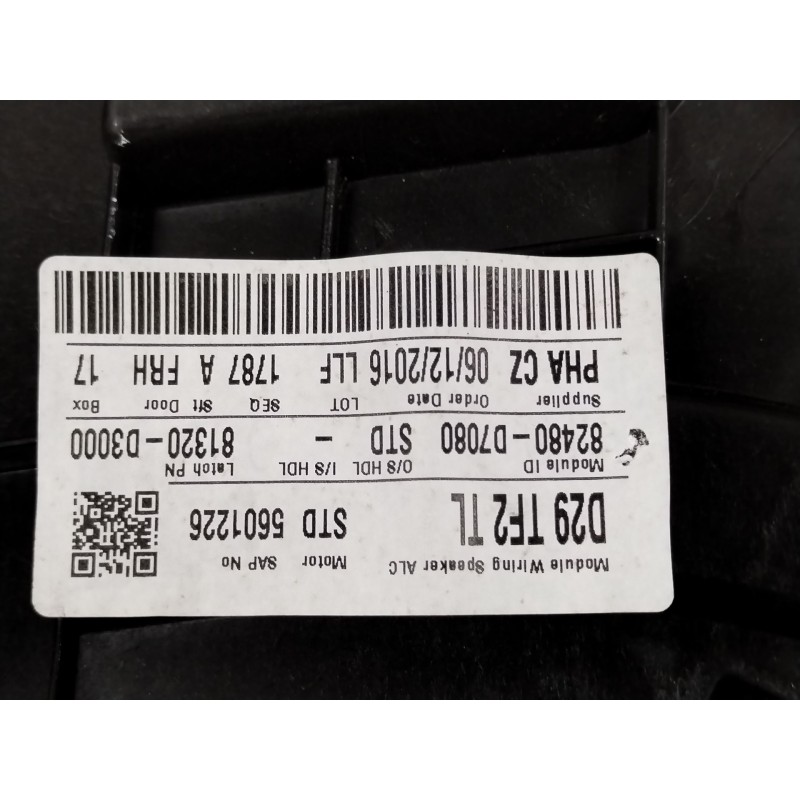 Module Wiring Speaker ALC Motor SAP No
D29 TF2 TL STD 5601226
Module ID O/S HDL I/S HDL Latch PN
82480-D7080 STD - 81320-D3000
Supplier Order Date LOT SEQ Sft Door Box
PHA CZ 06/12/2016 LLF 1787 A FRH 17